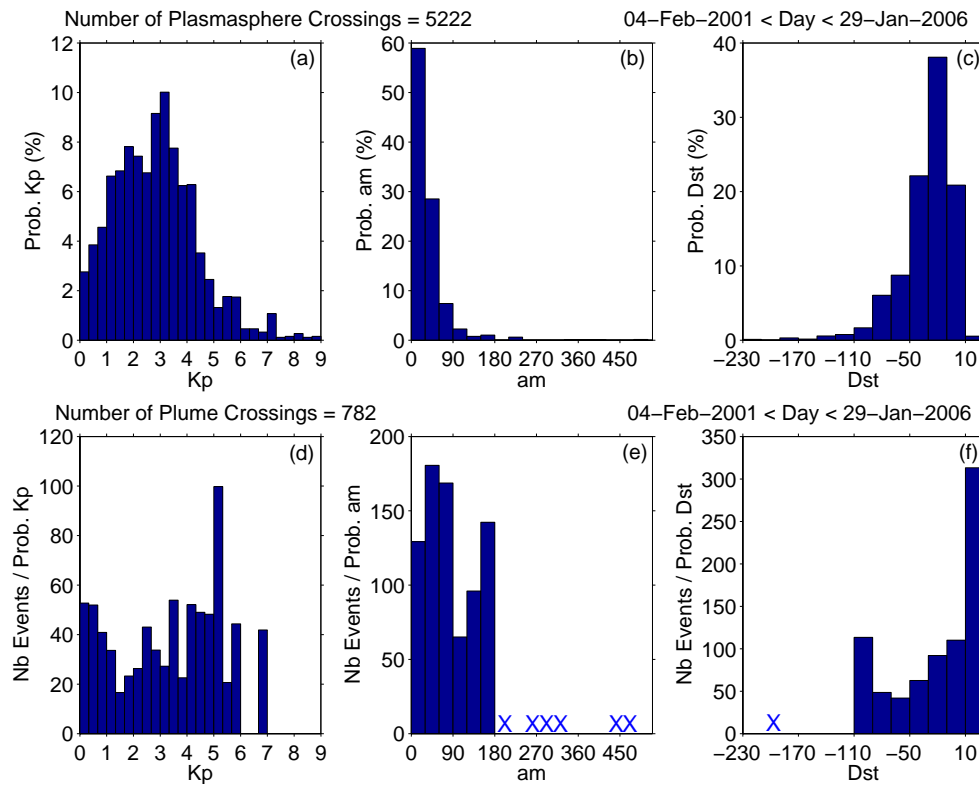 Number of Plasmasphere Crossings = 5222
04−Feb−2001 < Day < 29−Jan−2006
(a)
12
10
8
6
4
2
0
Prob. Kp (%)
0 1 2 3 4 5 6 7 8 9
Kp
(b)
60
50
40
30
20
10
0
Prob. am (%)
0 90 180 270 360 450
am
(c)
40
30
20
10
0
Prob. Dst (%)
−230 −170 −110 −50 10
Dst
Number of Plume Crossings = 782
04−Feb−2001 < Day < 29−Jan−2006
(d)
120
100
80
60
40
20
0
Nb Events / Prob. Kp
0 1 2 3 4 5 6 7 8 9
Kp
(e)
200
150
100
50
0
Nb Events / Prob. am
X XXX XX
0 90 180 270 360 450
am
(f)
350
300
250
200
150
100
50
0
Nb Events / Prob. Dst
X
−230 −170 −110 −50 10
Dst